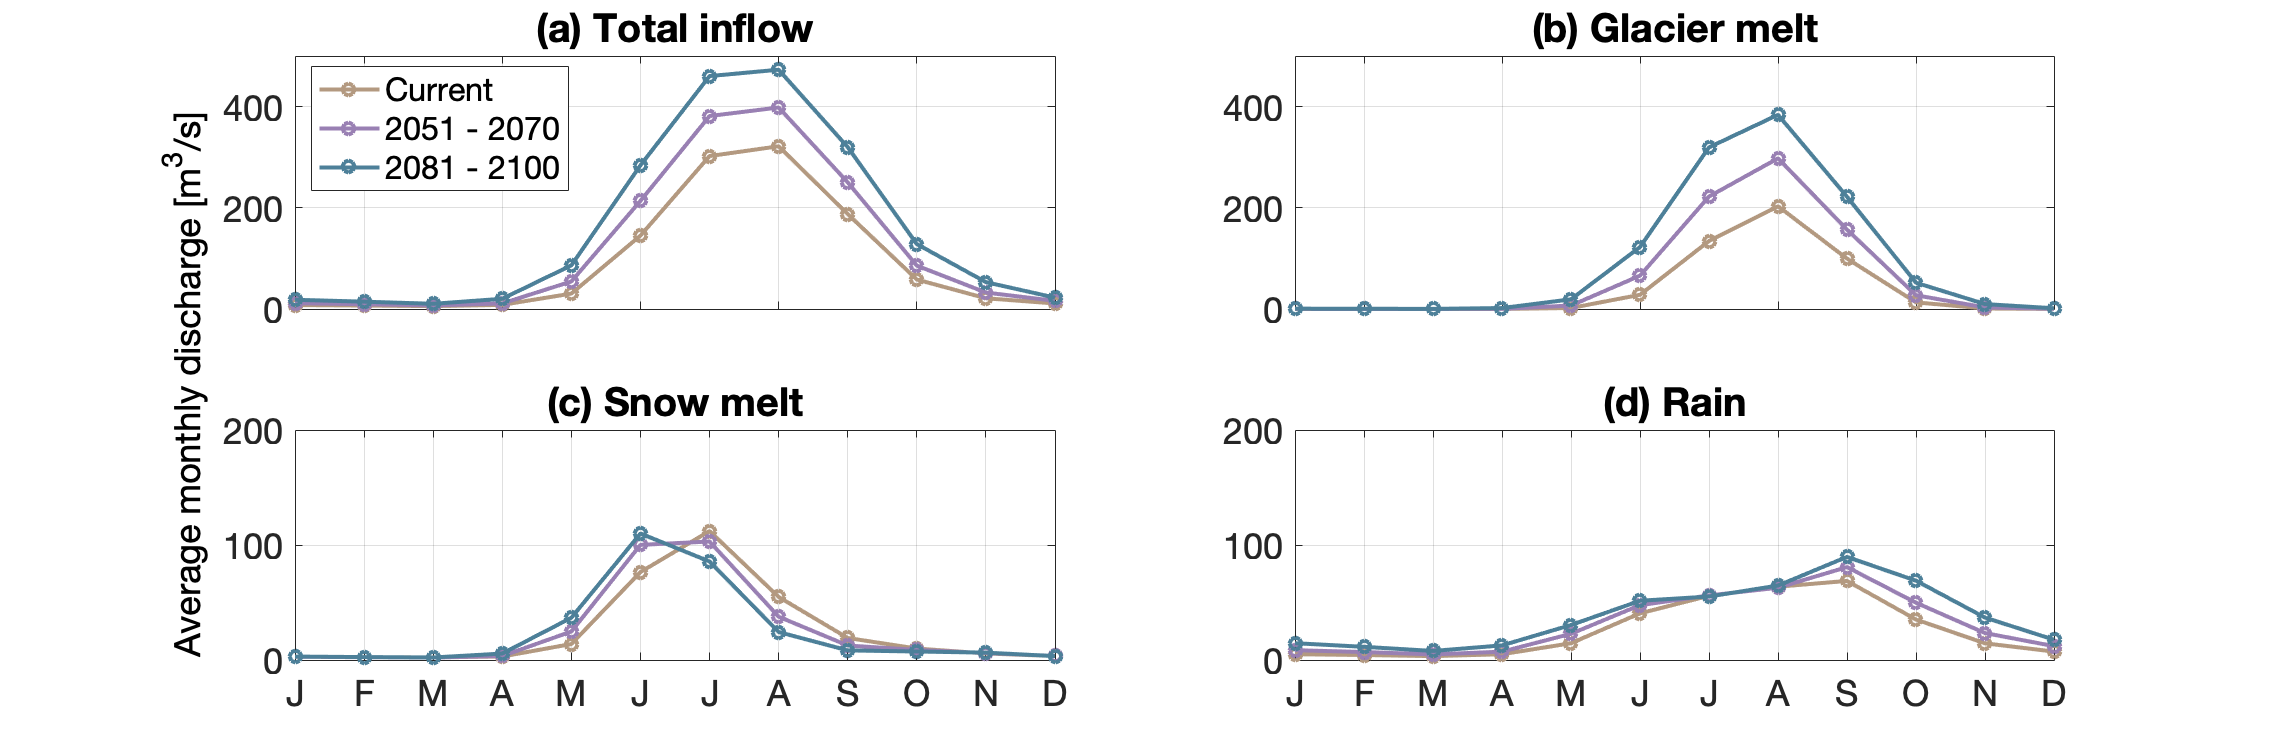 (a) Total inflow
(b) Glacier melt
Current
2051 - 2070
2081 - 2100
400
200
0
400
200
0
Average monthly discharge [m³/s]
(c) Snow melt
(d) Rain
200
100
0
J F M A M J J A S O N D
200
100
0
J F M A M J J A S O N D